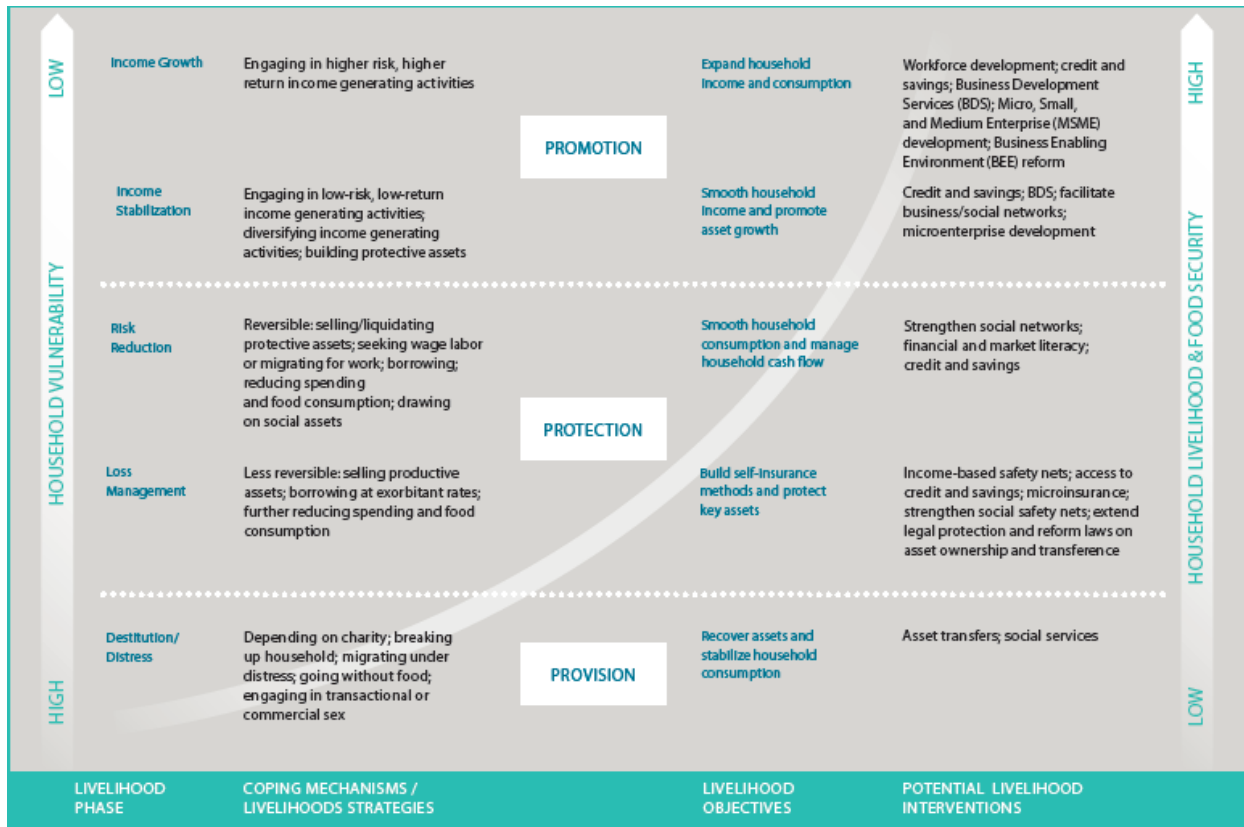 LOW
HOUSEHOLD VULNERABILITY
HIGH
Income Growth
Engaging in higher risk, higher
return income generating activities
Expand household
income and consumption
Workforce development; credit and
savings; Business Development
Services (BDS); Micro, Small,
and Medium Enterprise (MSME)
development; Business Enabling
Environment (BEE) reform
PROMOTION
Income
Stabilization
Engaging in low-risk, low-return
income generating activities;
diversifying income generating
activities; building protective assets
Smooth household
income and promote
asset growth
Credit and savings; BDS; facilitate
business/social networks;
microenterprise development
Risk
Reduction
Reversible: selling/liquidating
protective assets; seeking wage labor
or migrating for work; borrowing;
reducing spending
and food consumption; drawing
on social assets
Smooth household
consumption and manage
household cash flow
Strengthen social networks;
financial and market literacy;
credit and savings
PROTECTION
Loss
Management
Less reversible: selling productive
assets; borrowing at exorbitant rates;
further reducing spending and food
consumption
Build self-insurance
methods and protect
key assets
Income-based safety nets; access to
credit and savings; microinsurance;
strengthen social safety nets; extend
legal protection and reform laws on
asset ownership and transference
Destitution/
Distress
Depending on charity; breaking
up household; migrating under
distress; going without food;
engaging in transactional or
commercial sex
PROVISION
Recover assets and
stabilize household
consumption
Asset transfers; social services
HIGH
HOUSEHOLD LIVELIHOOD & FOOD SECURITY
LOW
LIVELIHOOD
PHASE
COPING MECHANISMS /
LIVELIHOODS STRATEGIES
LIVELIHOOD
OBJECTIVES
POTENTIAL LIVELIHOOD
INTERVENTIONS